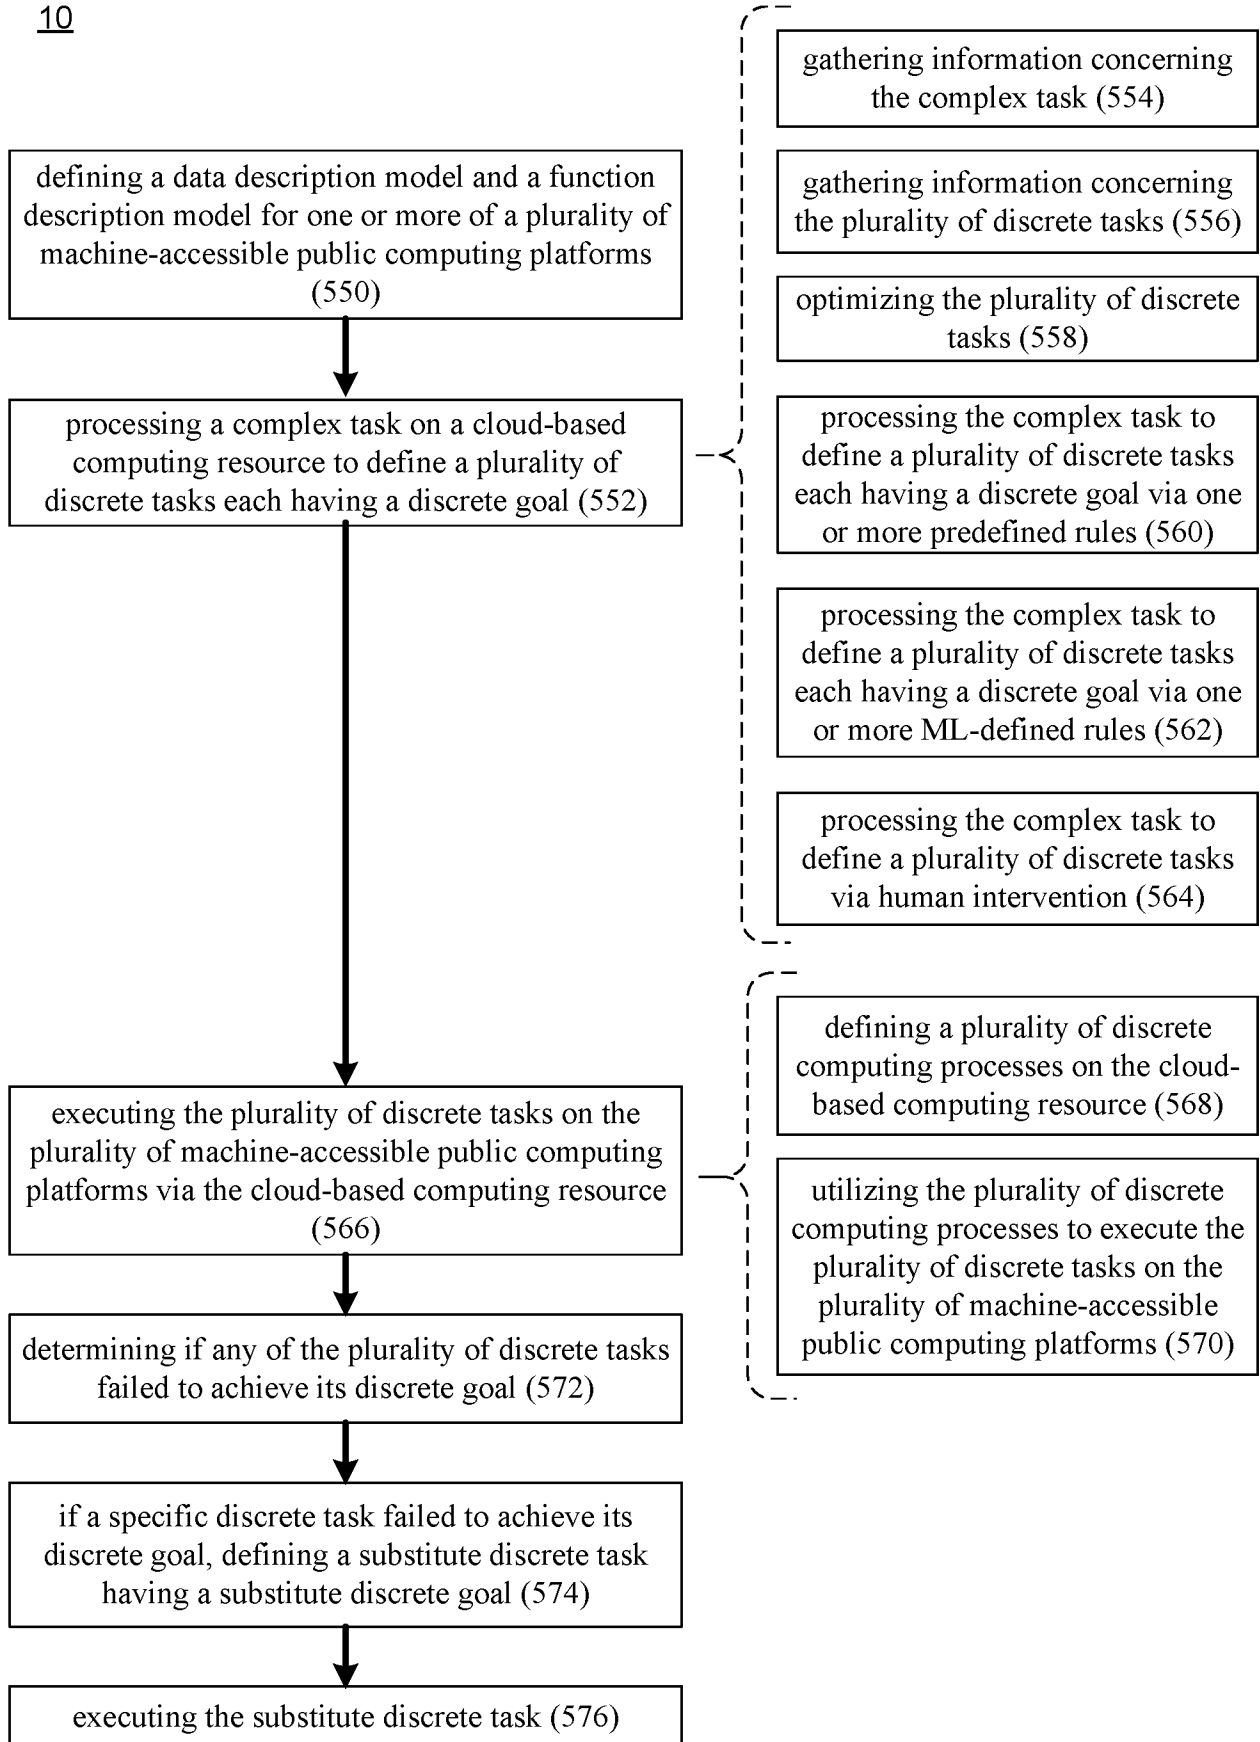 10
defining a data description model and a function
description model for one or more of a plurality of
machine-accessible public computing platforms
(550)
processing a complex task on a cloud-based
computing resource to define a plurality of
discrete tasks each having a discrete goal (552)
gathering information concerning
the complex task (554)
gathering information concerning
the plurality of discrete tasks (556)
optimizing the plurality of discrete
tasks (558)
processing the complex task to
define a plurality of discrete tasks
each having a discrete goal via one
or more predefined rules (560)
processing the complex task to
define a plurality of discrete tasks
each having a discrete goal via one
or more ML-defined rules (562)
processing the complex task to
define a plurality of discrete tasks
via human intervention (564)
executing the plurality of discrete tasks on the
plurality of machine-accessible public computing
platforms via the cloud-based computing resource
(566)
defining a plurality of discrete
computing processes on the cloud-
based computing resource (568)
utilizing the plurality of discrete
computing processes to execute the
plurality of discrete tasks on the
plurality of machine-accessible
public computing platforms (570)
determining if any of the plurality of discrete tasks
failed to achieve its discrete goal (572)
if a specific discrete task failed to achieve its
discrete goal, defining a substitute discrete task
having a substitute discrete goal (574)
executing the substitute discrete task (576)